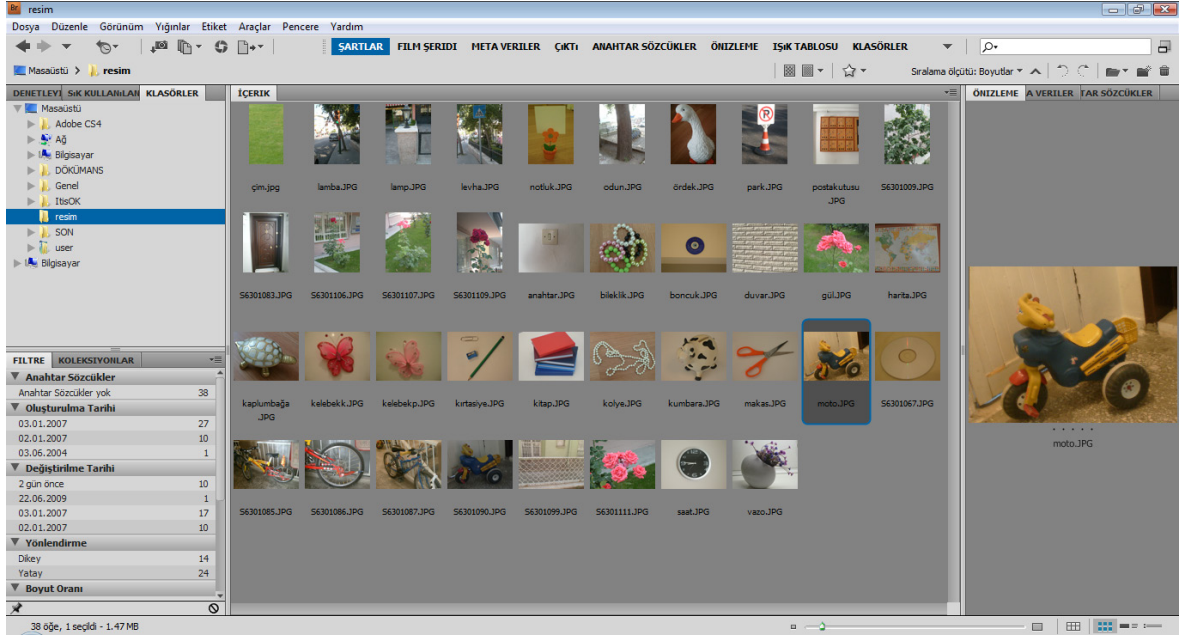 Br resim
Dosya Düzenle Görünüm Yığınlar Etiket Araçlar Pencere Yardım
ŞARTLAR FILM ŞERIDI META VERILER ÇıKTı ANAHTAR SÖZCÜKLER ÖNIZLEME IŞıK TABLOSU KLASÖRLER
Masaüstü > resim
Sıralama ölçütü: Boyutlar
DENETLEYI SıK KULLANıLAN KLASÖRLER
İÇERIK
ÖNIZLEME A VERILER TAR SÖZCÜKLER
Masaüstü
Adobe CS4
Ağ
Bilgisayar
DÖKÜMANS
Genel
ItisOK
resim
SON
user
Bilgisayar
çim.jpg lamba.JPG lamp.JPG levha.JPG notluk.JPG odun.JPG ördek.JPG park.JPG postakutusu
.JPG S6301009.JPG
S6301083.JPG S6301106.JPG S6301107.JPG S6301109.JPG anahtar.JPG bileklik.JPG boncuk.JPG duvar.JPG gül.JPG harita.JPG
kaplumbağa
.JPG kelebekk.JPG kelebekp.JPG kırtasiye.JPG kitap.JPG kolye.JPG kumbara.JPG makas.JPG moto.JPG S6301067.JPG
S6301085.JPG S6301086.JPG S6301087.JPG S6301090.JPG S6301099.JPG S6301111.JPG saat.JPG vazo.JPG
moto.JPG
FILTRE KOLEKSIYONLAR
Anahtar Sözcükler
Anahtar Sözcükler yok 38
Oluşturulma Tarihi
03.01.2007 27
02.01.2007 10
03.06.2004 1
Değiştirilme Tarihi
2 gün önce 10
22.06.2009 1
03.01.2007 17
02.01.2007 10
Yönlendirme
Dikey 14
Yatay 24
Boyut Oranı
38 öğe, 1 seçildi - 1.47 MB